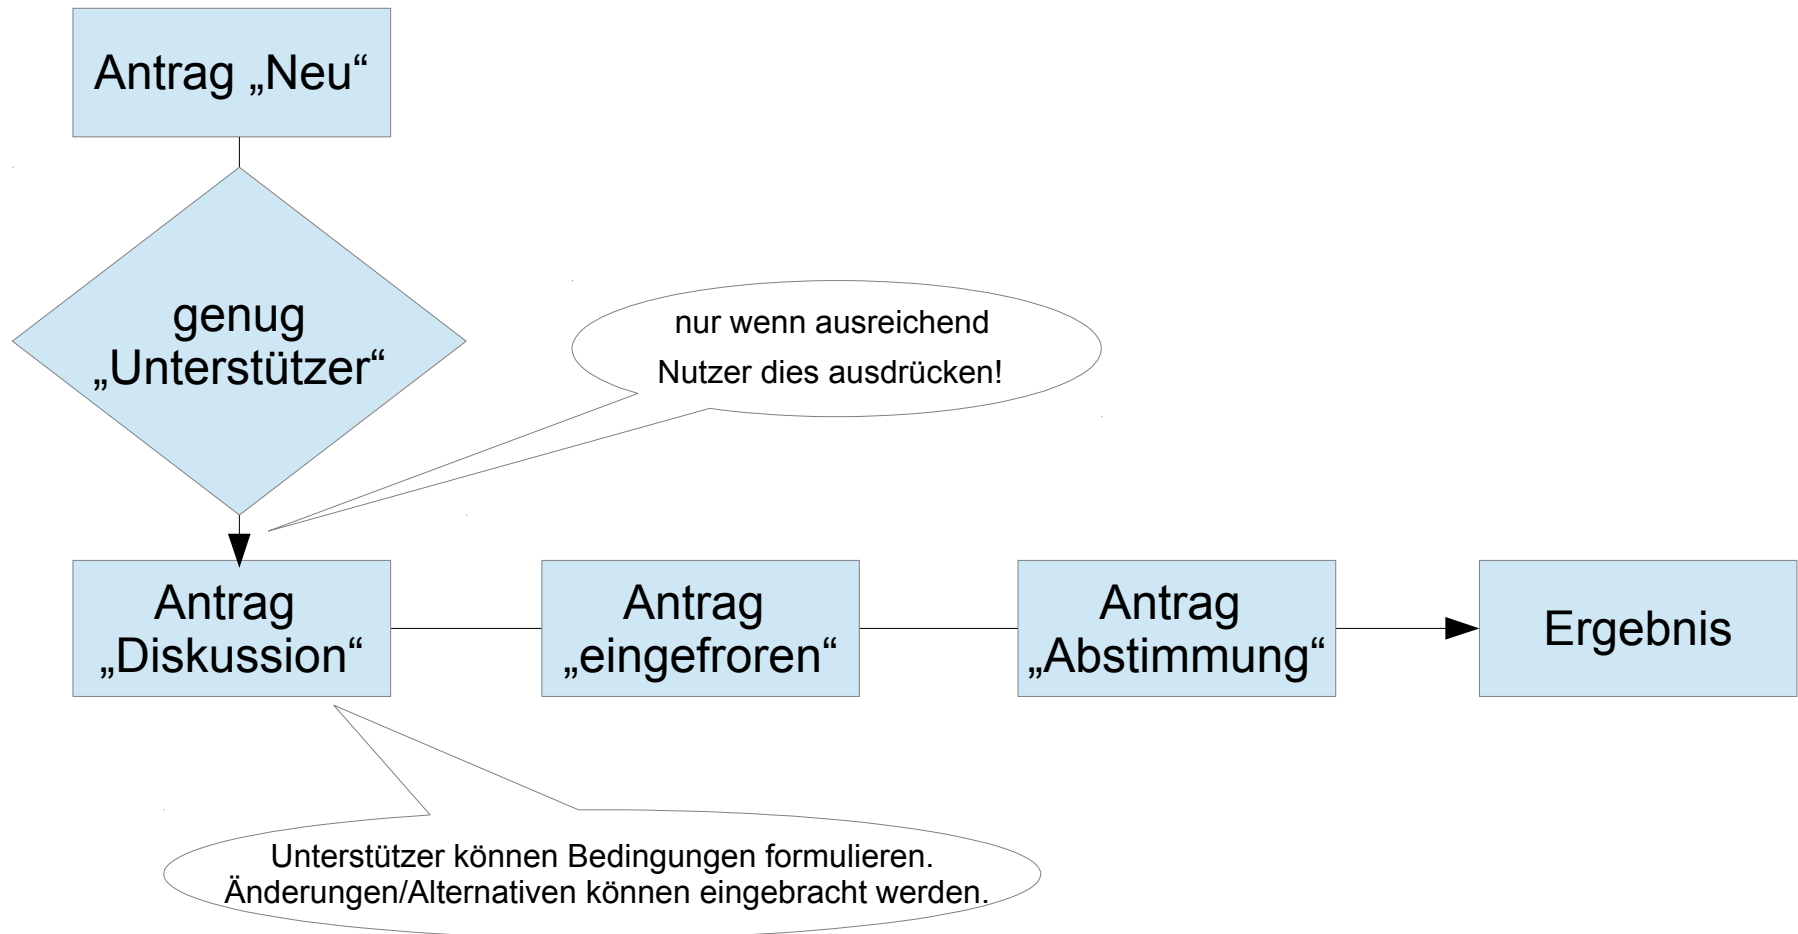 Antrag „Neu“
genug
„Unterstützer“
nur wenn ausreichend
Nutzer dies ausdrücken!
Antrag
„Diskussion“
Antrag
„eingefroren“
Antrag
„Abstimmung“
Ergebnis
Unterstützer können Bedingungen formulieren.
Änderungen/Alternativen können eingebracht werden.